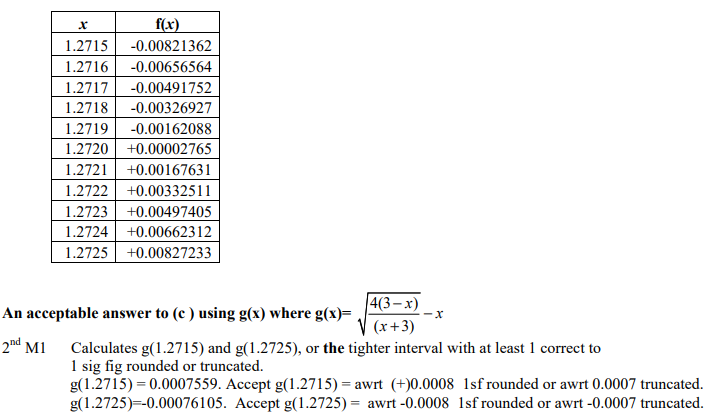 x f(x)
1.2715 -0.00821362
1.2716 -0.00656564
1.2717 -0.00491752
1.2718 -0.00326927
1.2719 -0.00162088
1.2720 +0.00002765
1.2721 +0.00167631
1.2722 +0.00332511
1.2723 +0.00497405
1.2724 +0.00662312
1.2725 +0.00827233
An acceptable answer to (c ) using g(x) where g(x)= √(4(3−x)/(x+3)) − x
2nd M1 Calculates g(1.2715) and g(1.2725), or the tighter interval with at least 1 correct to
1 sig fig rounded or truncated.
g(1.2715) = 0.0007559. Accept g(1.2715) = awrt (+)0.0008 1sf rounded or awrt 0.0007 truncated.
g(1.2725)=-0.00076105. Accept g(1.2725) = awrt -0.0008 1sf rounded or awrt -0.0007 truncated.